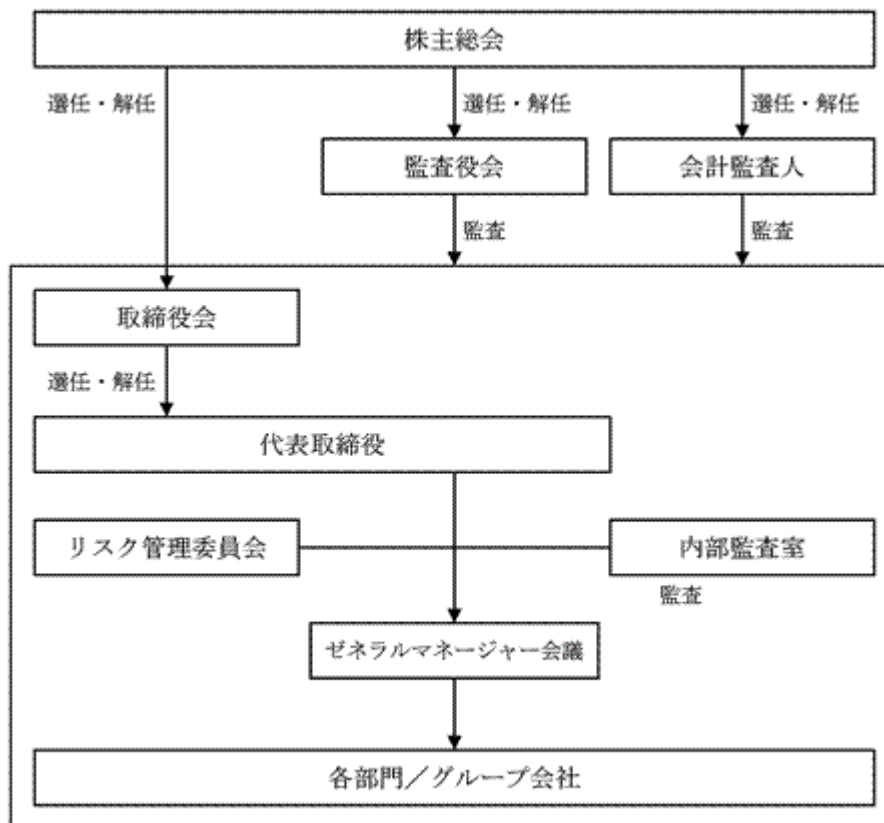 株主総会
選任・解任
選任・解任
選任・解任
監査役会
会計監査人
監査
監査
取締役会
選任・解任
代表取締役
リスク管理委員会
内部監査室
監査
ゼネラルマネージャー会議
各部門／グループ会社